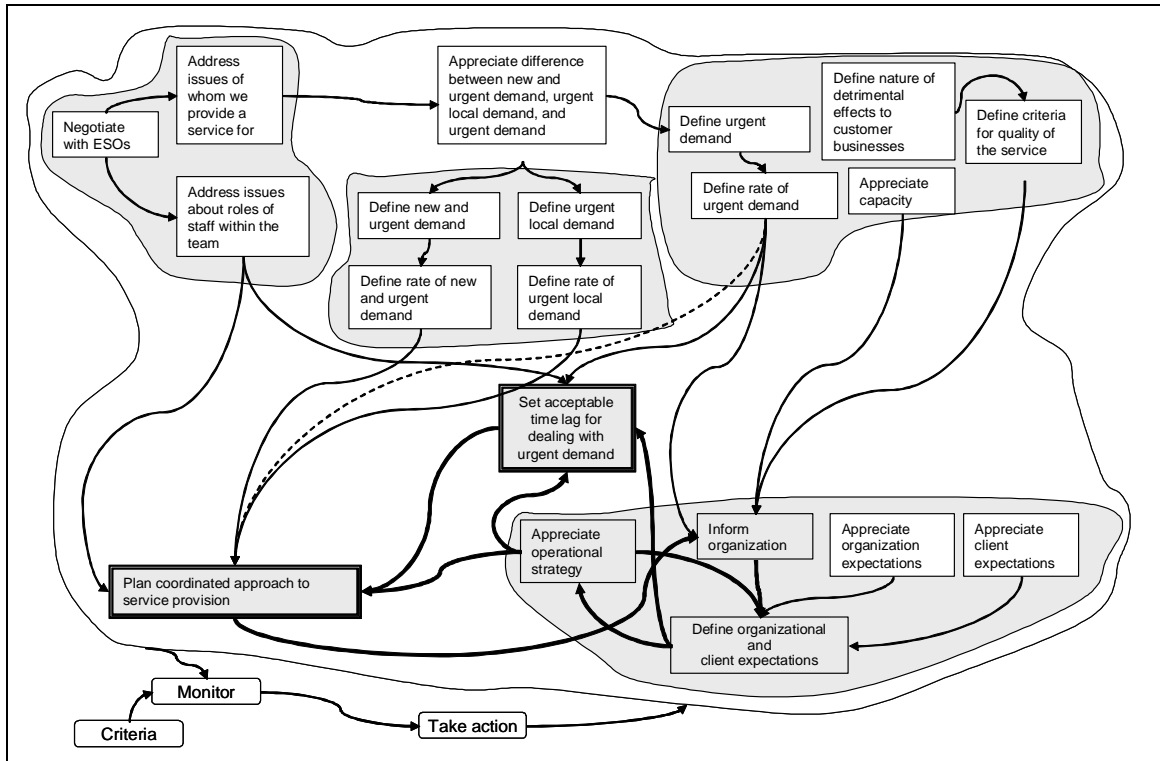 Address
issues of
whom we
provide a
service for
Negotiate
with ESOs
Address issues
about roles of
staff within the
team
Appreciate difference
between new and
urgent demand, urgent
local demand, and
urgent demand
Define new and
urgent demand
Define urgent
local demand
Define rate of new
and urgent
demand
Define rate of
urgent local
demand
Define urgent
demand
Define rate of
urgent demand
Define nature of
detrimental
effects to
customer
businesses
Define criteria
for quality of
the service
Appreciate
capacity
Set acceptable
time lag for
dealing with
urgent demand
Appreciate
operational
strategy
Inform
organization
Appreciate
organization
expectations
Appreciate
client
expectations
Plan coordinated approach to
service provision
Define organizational
and
client expectations
Monitor
Criteria
Take action